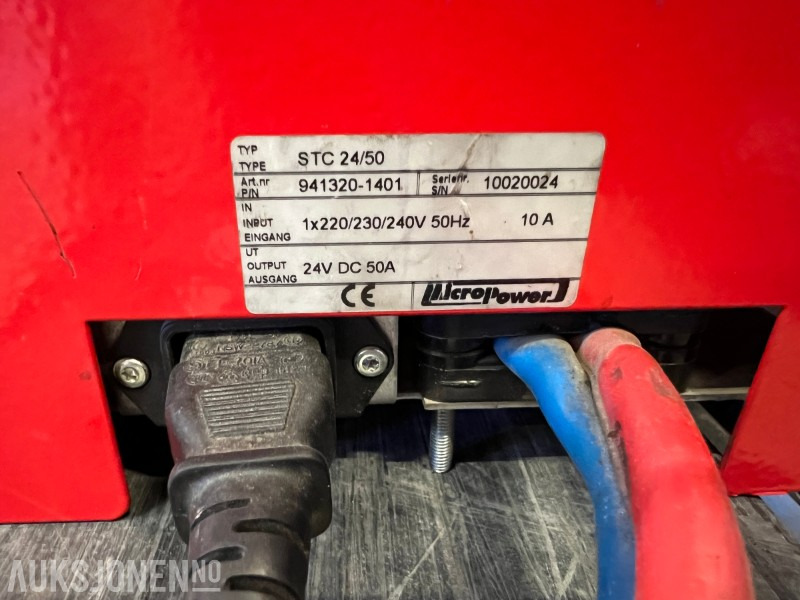 TYP
TYPE STC 24/50
Art.nr
P/N 941320-1401 Serienr.
S/N 10020024
IN
INPUT 1x220/230/240V 50Hz 10 A
EINGANG
UT
OUTPUT 24V DC 50A
AUSGANG
CE Micropower
AUKSJONEN.NO